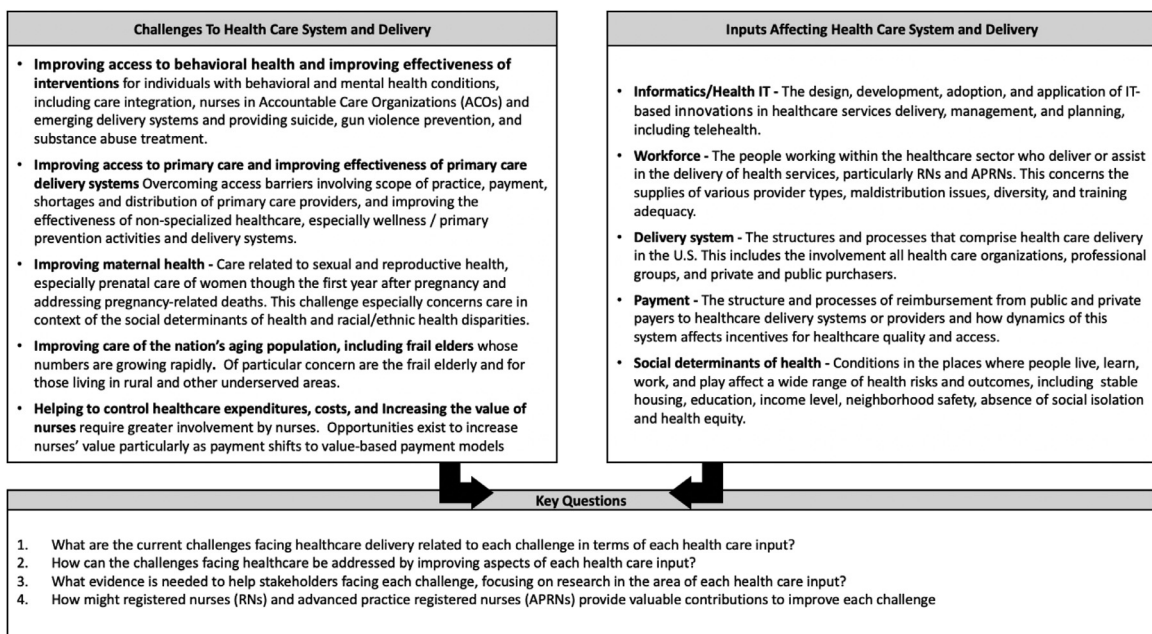 Challenges To Health Care System and Delivery
• Improving access to behavioral health and improving effectiveness of
interventions for individuals with behavioral and mental health conditions,
including care integration, nurses in Accountable Care Organizations (ACOs) and
emerging delivery systems and providing suicide, gun violence prevention, and
substance abuse treatment.
• Improving access to primary care and improving effectiveness of primary care
delivery systems Overcoming access barriers involving scope of practice, payment,
shortages and distribution of primary care providers, and improving the
effectiveness of non-specialized healthcare, especially wellness / primary
prevention activities and delivery systems.
• Improving maternal health - Care related to sexual and reproductive health,
especially prenatal care of women though the first year after pregnancy and
addressing pregnancy-related deaths. This challenge especially concerns care in
context of the social determinants of health and racial/ethnic health disparities.
• Improving care of the nation's aging population, including frail elders whose
numbers are growing rapidly. Of particular concern are the frail elderly and for
those living in rural and other underserved areas.
• Helping to control healthcare expenditures, costs, and Increasing the value of
nurses require greater involvement by nurses. Opportunities exist to increase
nurses' value particularly as payment shifts to value-based payment models
Inputs Affecting Health Care System and Delivery
• Informatics/Health IT - The design, development, adoption, and application of IT-
based innovations in healthcare services delivery, management, and planning,
including telehealth.
• Workforce - The people working within the healthcare sector who deliver or assist
in the delivery of health services, particularly RNs and APRNs. This concerns the
supplies of various provider types, maldistribution issues, diversity, and training
adequacy.
• Delivery system - The structures and processes that comprise health care delivery
in the U.S. This includes the involvement all health care organizations, professional
groups, and private and public purchasers.
• Payment - The structure and processes of reimbursement from public and private
payers to healthcare delivery systems or providers and how dynamics of this
system affects incentives for healthcare quality and access.
• Social determinants of health - Conditions in the places where people live, learn,
work, and play affect a wide range of health risks and outcomes, including stable
housing, education, income level, neighborhood safety, absence of social isolation
and health equity.
Key Questions
1. What are the current challenges facing healthcare delivery related to each challenge in terms of each health care input?
2. How can the challenges facing healthcare be addressed by improving aspects of each health care input?
3. What evidence is needed to help stakeholders facing each challenge, focusing on research in the area of each health care input?
4. How might registered nurses (RNs) and advanced practice registered nurses (APRNs) provide valuable contributions to improve each challenge